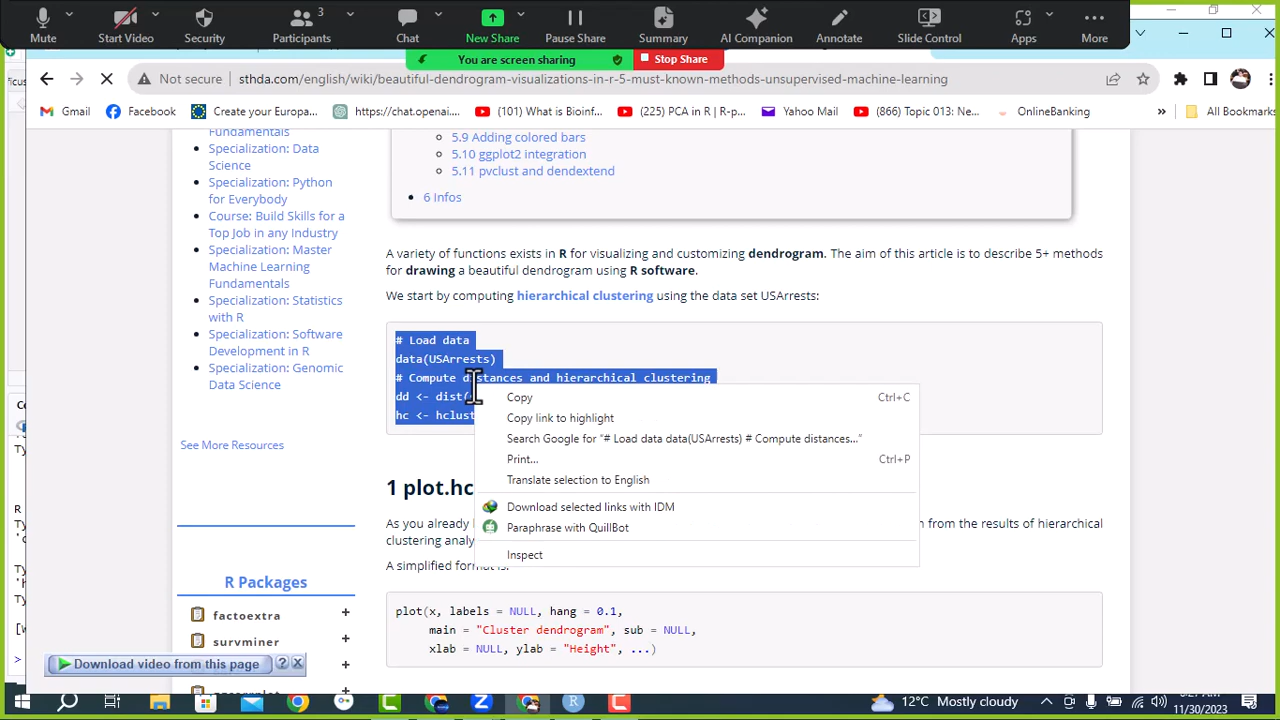 Mute
Start Video
Security
Participants
3
Chat
New Share
Pause Share
Summary
AI Companion
Annotate
Slide Control
Apps
More
You are screen sharing
Stop Share
Not secure
sthda.com/english/wiki/beautiful-dendrogram-visualizations-in-r-5-must-known-methods-unsupervised-machine-learning
Gmail
Facebook
Create your Europa...
https://chat.openai....
(101) What is Bioinf...
(225) PCA in R | R-p...
Yahoo Mail
(866) Topic 013: Ne...
OnlineBanking
»
All Bookmarks
Fundamentals
Specialization: Data
Science
Specialization: Python
for Everybody
Course: Build Skills for a
Top Job in any Industry
Specialization: Master
Machine Learning
Fundamentals
Specialization: Statistics
with R
Specialization: Software
Development in R
Specialization: Genomic
Data Science
See More Resources
R Packages
factoextra +
survminer +
5.9 Adding colored bars
5.10 ggplot2 integration
5.11 pvclust and dendextend
6 Infos
A variety of functions exists in R for visualizing and customizing dendrogram. The aim of this article is to describe 5+ methods
for drawing a beautiful dendrogram using R software.
We start by computing hierarchical clustering using the data set USArrests:
# Load data
data(USArrests)
# Compute distances and hierarchical clustering
dd <- dist(
hc <- hclust
Copy Ctrl+C
Copy link to highlight
Search Google for “# Load data data(USArrests) # Compute distances...”
Print... Ctrl+P
Translate selection to English
Download selected links with IDM
Paraphrase with QuillBot
Inspect
1 plot.hc
As you already from the results of hierarchical
clustering analy
A simplified format is:
plot(x, labels = NULL, hang = 0.1,
main = "Cluster dendrogram", sub = NULL,
xlab = NULL, ylab = "Height", ...)
Download video from this page
?
12°C Mostly cloudy
11/30/2023